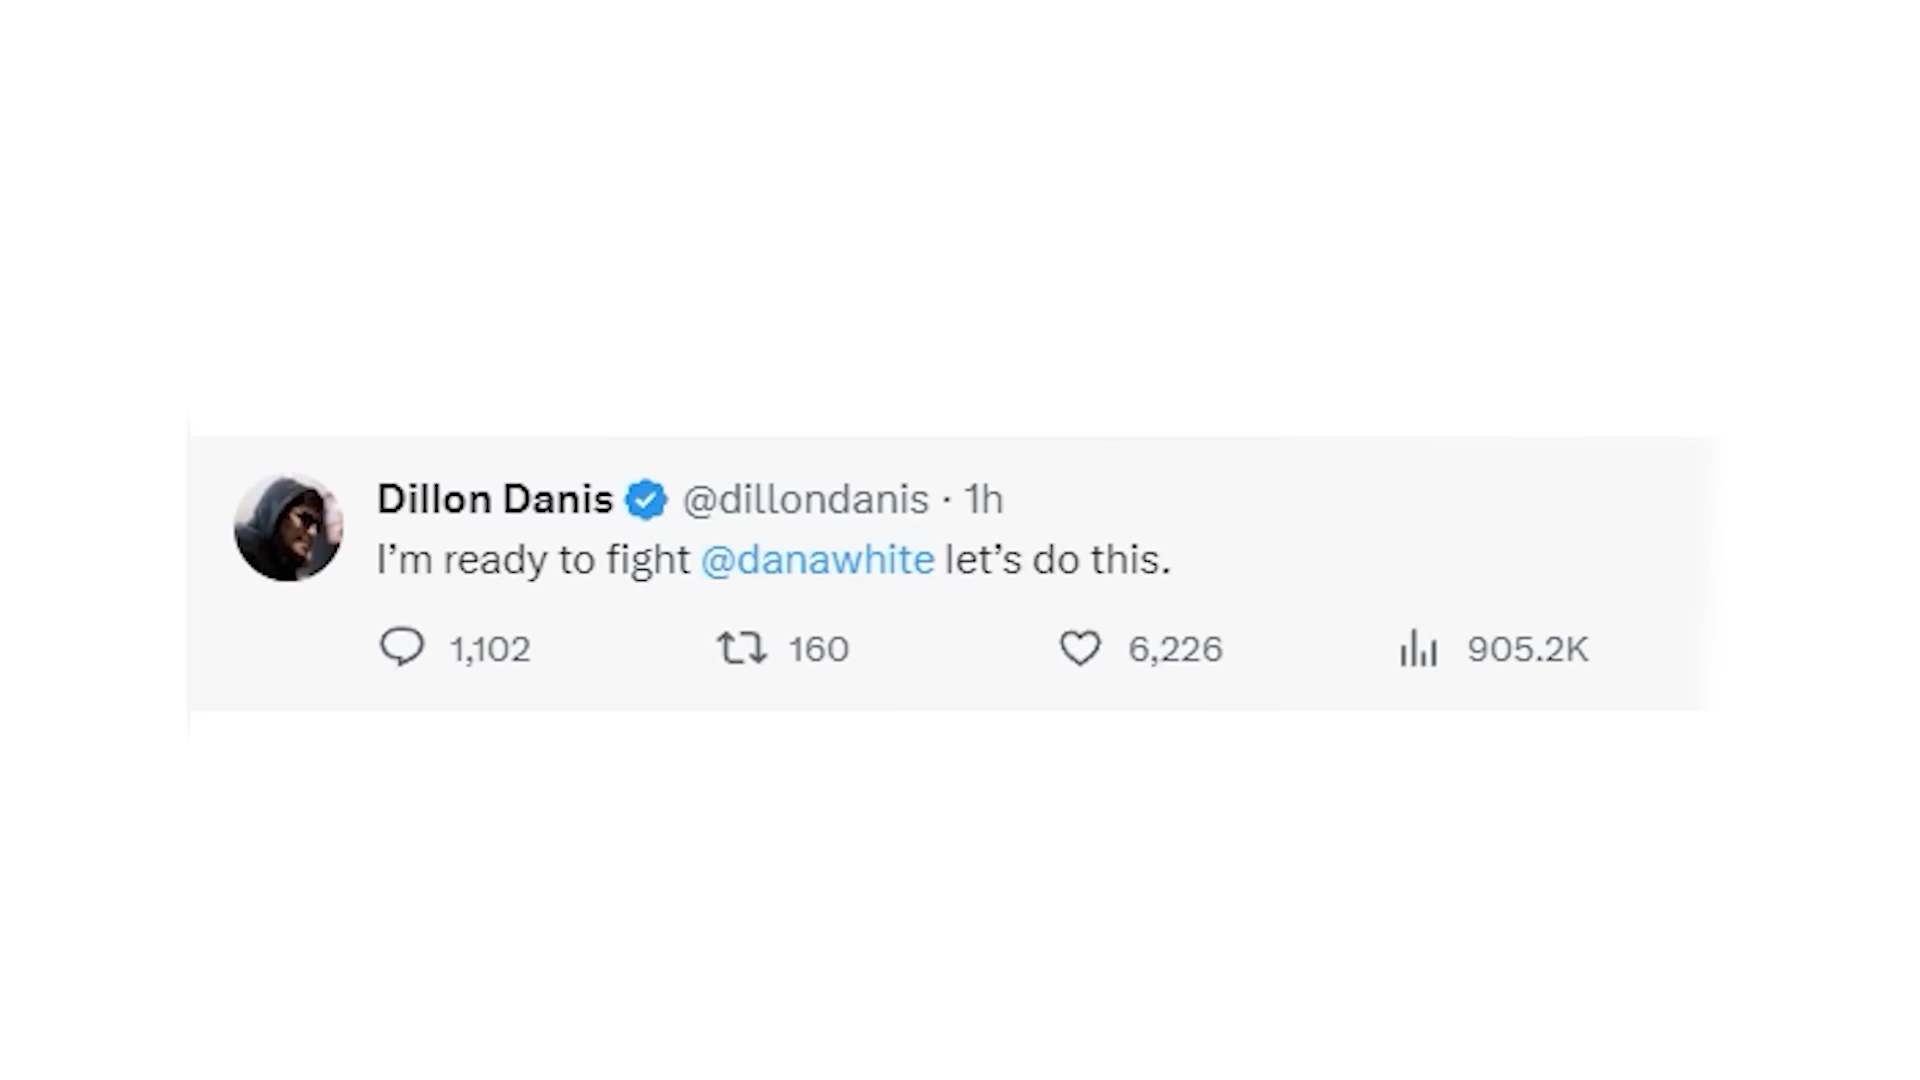 Dillon Danis @dillondanis · 1h
I’m ready to fight @danawhite let’s do this.
1,102 160 6,226 905.2K